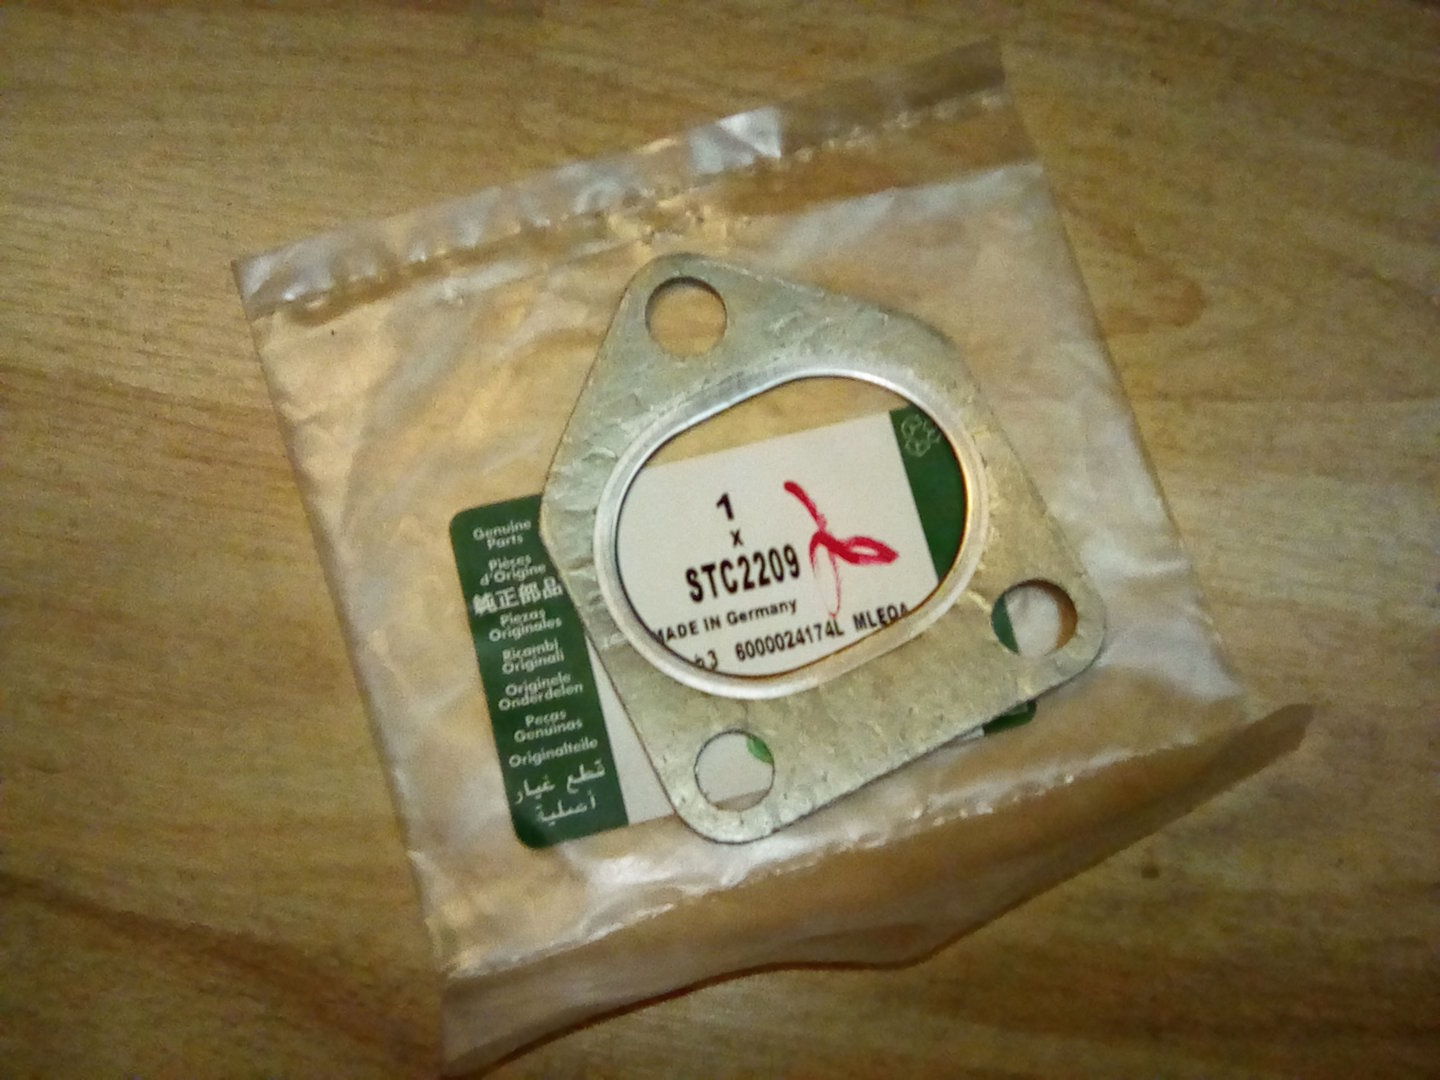 Genuine
Parts
Pièces
d'Origine
純正部品
Piezas
Originales
Ricambi
Originali
Originele
Onderdelen
Peças
Genuínas
Originalteile
قطع غيار
أصلية
1
x
STC2209
MADE IN Germany
6000024174L MLEOA